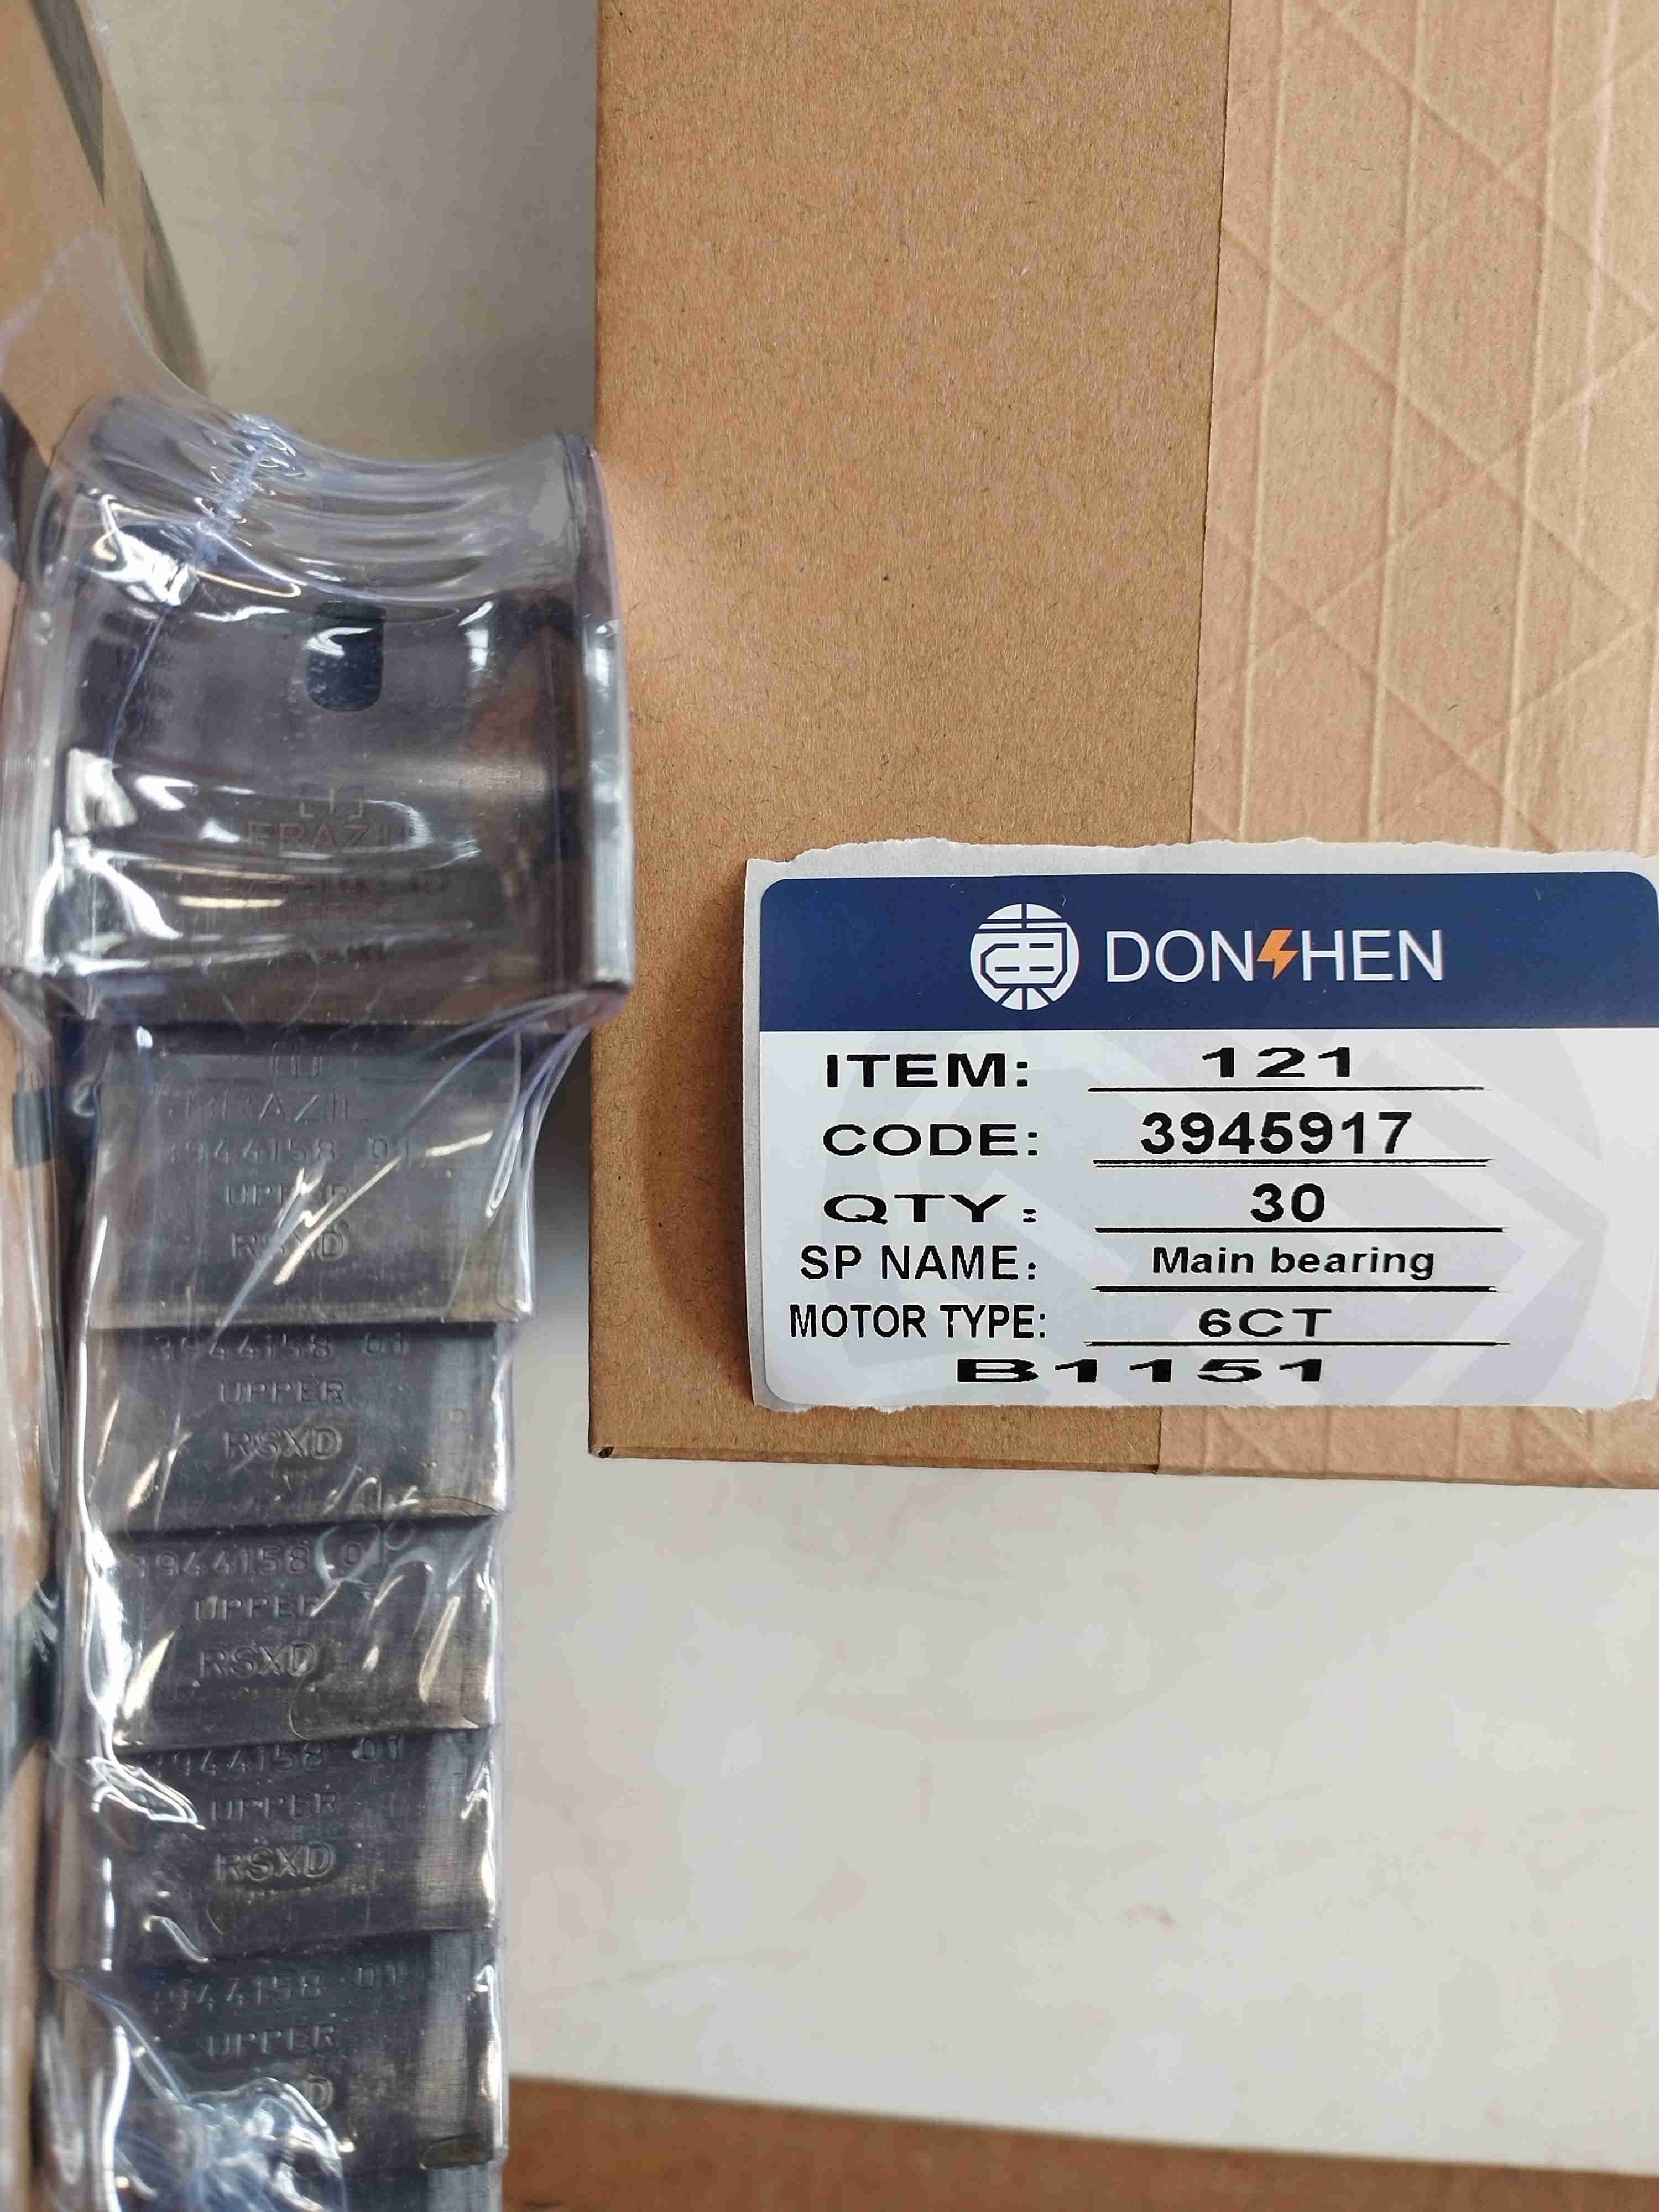 BRAZIL
BRAZIL
3944158 01
UPPER
RSXD
3944158 01
UPPER
RSXD
3944158 01
UPPER
RSXD
3944158 01
UPPER
RSXD
3944158 01
UPPER
DONSHEN
ITEM: 121
CODE: 3945917
QTY: 30
SP NAME: Main bearing
MOTOR TYPE: 6CT
B1151